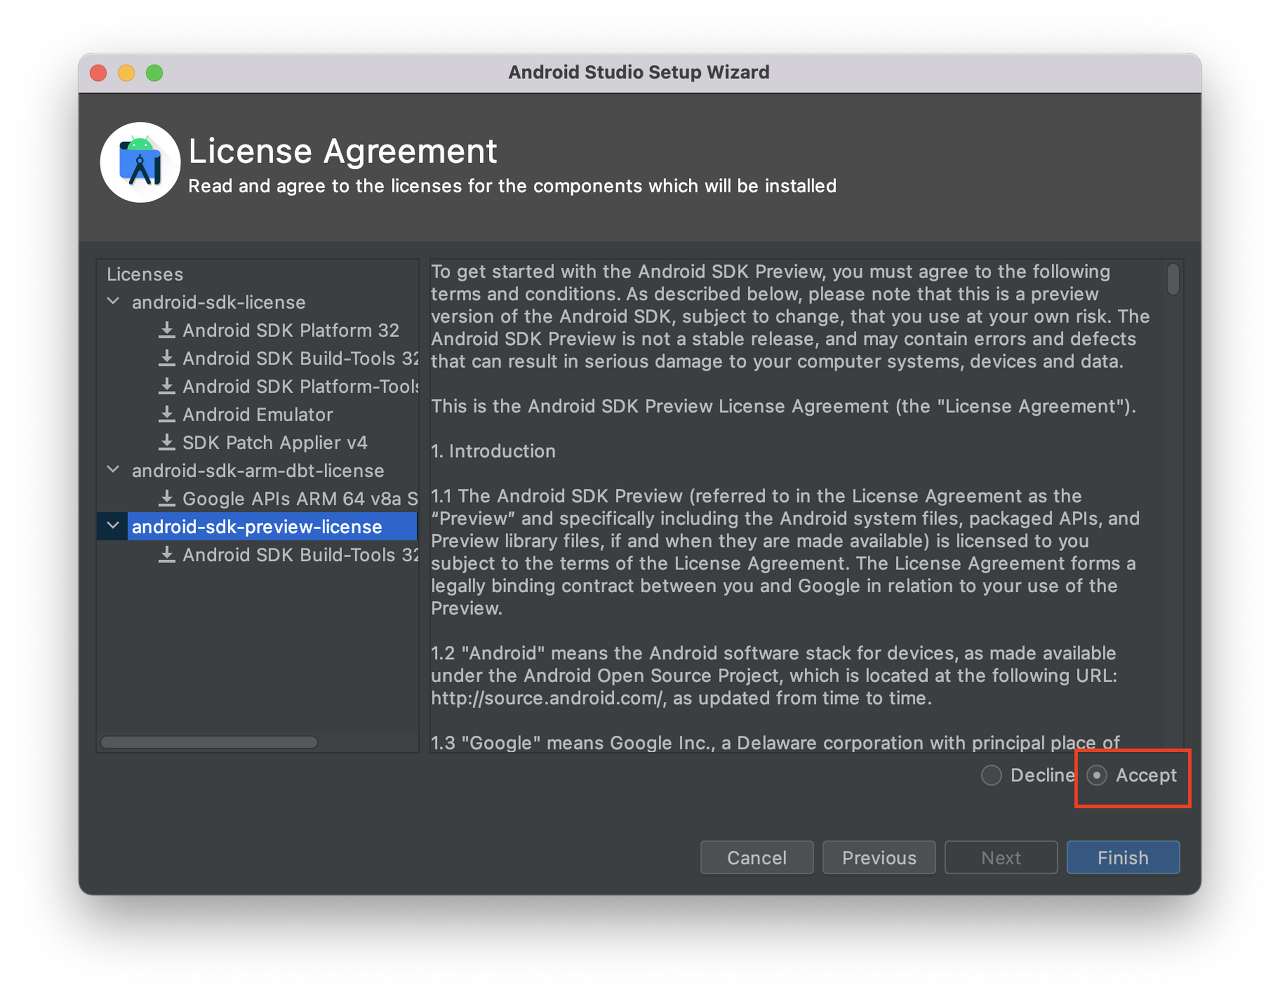 Android Studio Setup Wizard
License Agreement
Read and agree to the licenses for the components which will be installed
Licenses
android-sdk-license
Android SDK Platform 32
Android SDK Build-Tools 32
Android SDK Platform-Tools
Android Emulator
SDK Patch Applier v4
android-sdk-arm-dbt-license
Google APIs ARM 64 v8a S
android-sdk-preview-license
Android SDK Build-Tools 32
To get started with the Android SDK Preview, you must agree to the following
terms and conditions. As described below, please note that this is a preview
version of the Android SDK, subject to change, that you use at your own risk. The
Android SDK Preview is not a stable release, and may contain errors and defects
that can result in serious damage to your computer systems, devices and data.
This is the Android SDK Preview License Agreement (the "License Agreement").
1. Introduction
1.1 The Android SDK Preview (referred to in the License Agreement as the
“Preview” and specifically including the Android system files, packaged APIs, and
Preview library files, if and when they are made available) is licensed to you
subject to the terms of the License Agreement. The License Agreement forms a
legally binding contract between you and Google in relation to your use of the
Preview.
1.2 "Android" means the Android software stack for devices, as made available
under the Android Open Source Project, which is located at the following URL:
http://source.android.com/, as updated from time to time.
1.3 "Google" means Google Inc., a Delaware corporation with principal place of
Decline
Accept
Cancel
Previous
Next
Finish